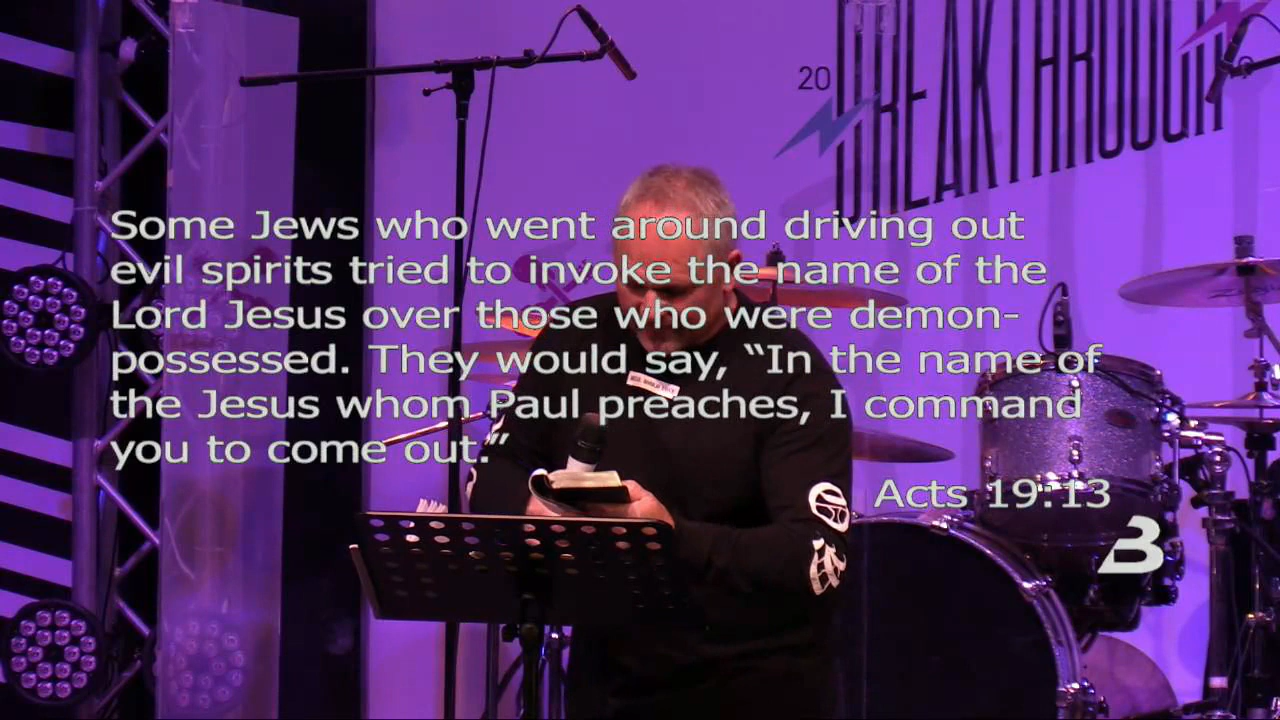 20
BREAKTHROUGH
Some Jews who went around driving out
evil spirits tried to invoke the name of the
Lord Jesus over those who were demon-
possessed. They would say, “In the name of
the Jesus whom Paul preaches, I command
you to come out.”
Acts 19:13
B